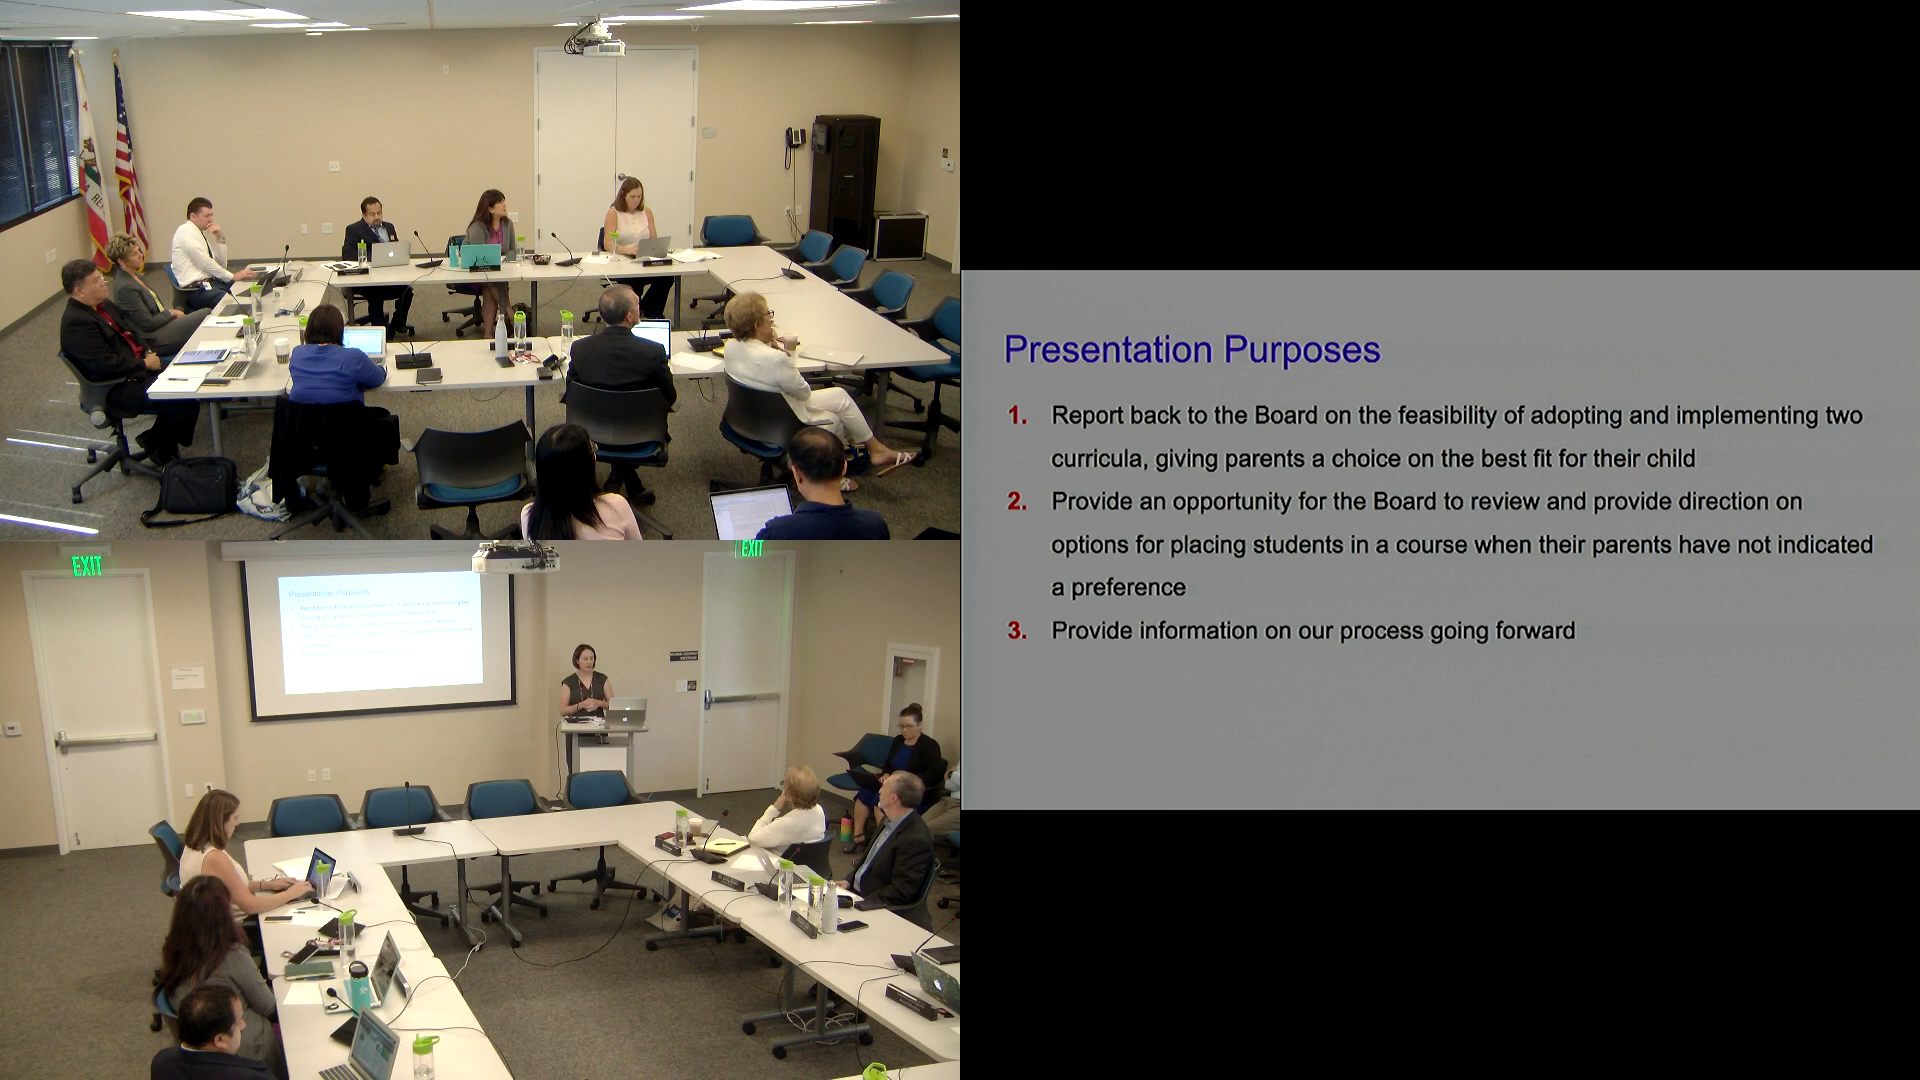 EXIT
EXIT
Presentation Purposes
Presentation Purposes
1. Report back to the Board on the feasibility of adopting and implementing two
curricula, giving parents a choice on the best fit for their child
2. Provide an opportunity for the Board to review and provide direction on
options for placing students in a course when their parents have not indicated
a preference
3. Provide information on our process going forward